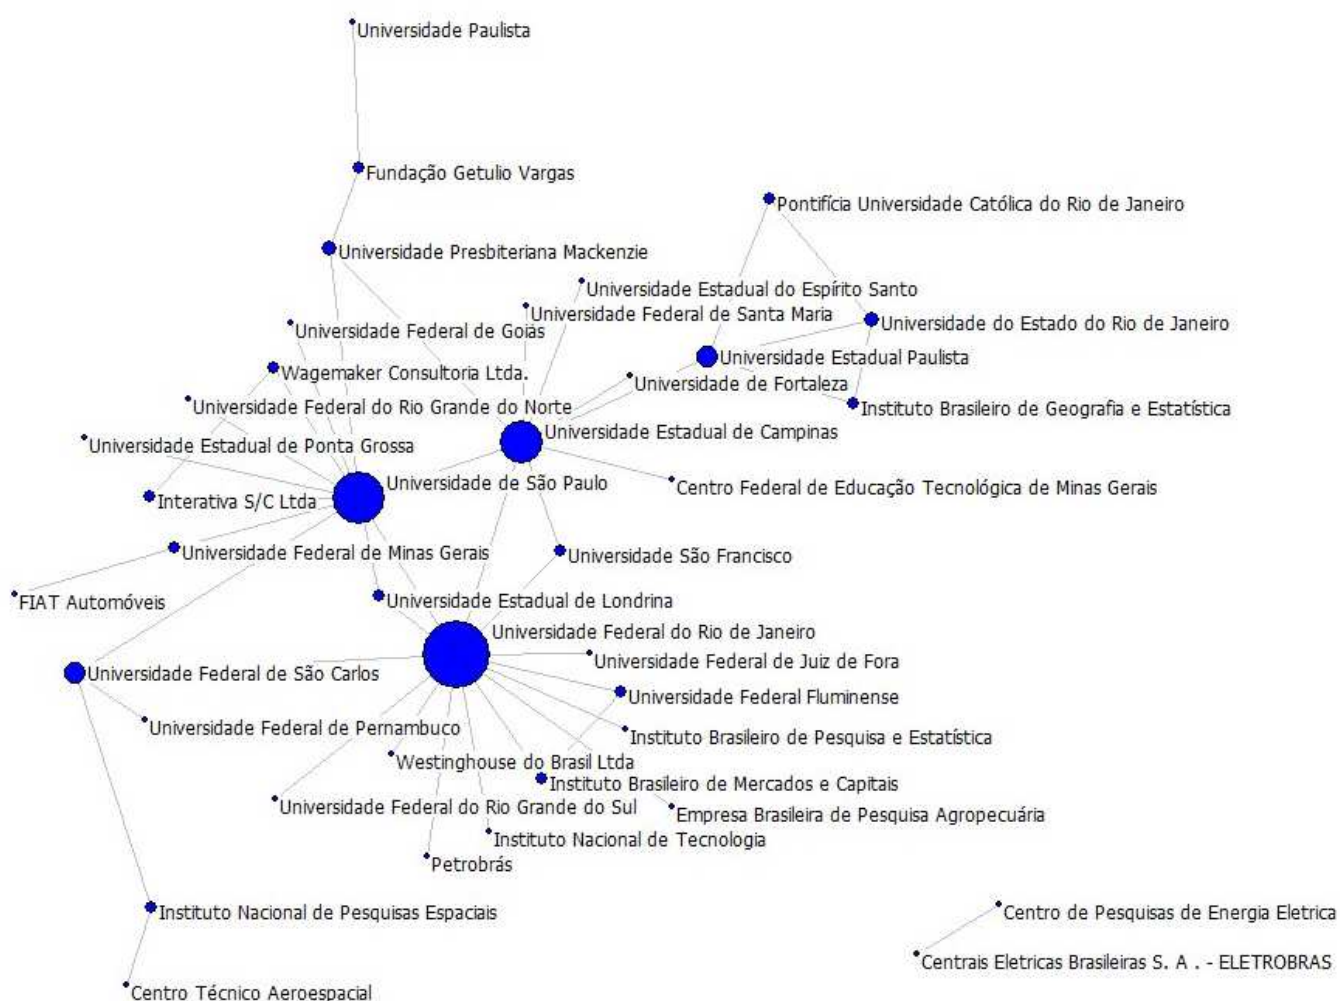 Universidade Paulista
Fundação Getulio Vargas
Pontifícia Universidade Católica do Rio de Janeiro
Universidade Presbiteriana Mackenzie
Universidade Estadual do Espírito Santo
Universidade Federal de Santa Maria
Universidade do Estado do Rio de Janeiro
Universidade Federal de Goiás
Universidade Estadual Paulista
Wagemaker Consultoria Ltda.
Universidade de Fortaleza
Universidade Federal do Rio Grande do Norte
Instituto Brasileiro de Geografia e Estatística
Universidade Estadual de Campinas
Universidade Estadual de Ponta Grossa
Universidade de São Paulo
Centro Federal de Educação Tecnológica de Minas Gerais
Interativa S/C Ltda
Universidade Federal de Minas Gerais
Universidade São Francisco
FIAT Automóveis
Universidade Estadual de Londrina
Universidade Federal do Rio de Janeiro
Universidade Federal de Juiz de Fora
Universidade Federal de São Carlos
Universidade Federal Fluminense
Universidade Federal de Pernambuco
Instituto Brasileiro de Pesquisa e Estatística
Westinghouse do Brasil Ltda
Instituto Brasileiro de Mercados e Capitais
Universidade Federal do Rio Grande do Sul
Empresa Brasileira de Pesquisa Agropecuária
Instituto Nacional de Tecnologia
Petrobrás
Instituto Nacional de Pesquisas Espaciais
Centro de Pesquisas de Energia Eletrica
Centrais Eletricas Brasileiras S. A . - ELETROBRAS
Centro Técnico Aeroespacial